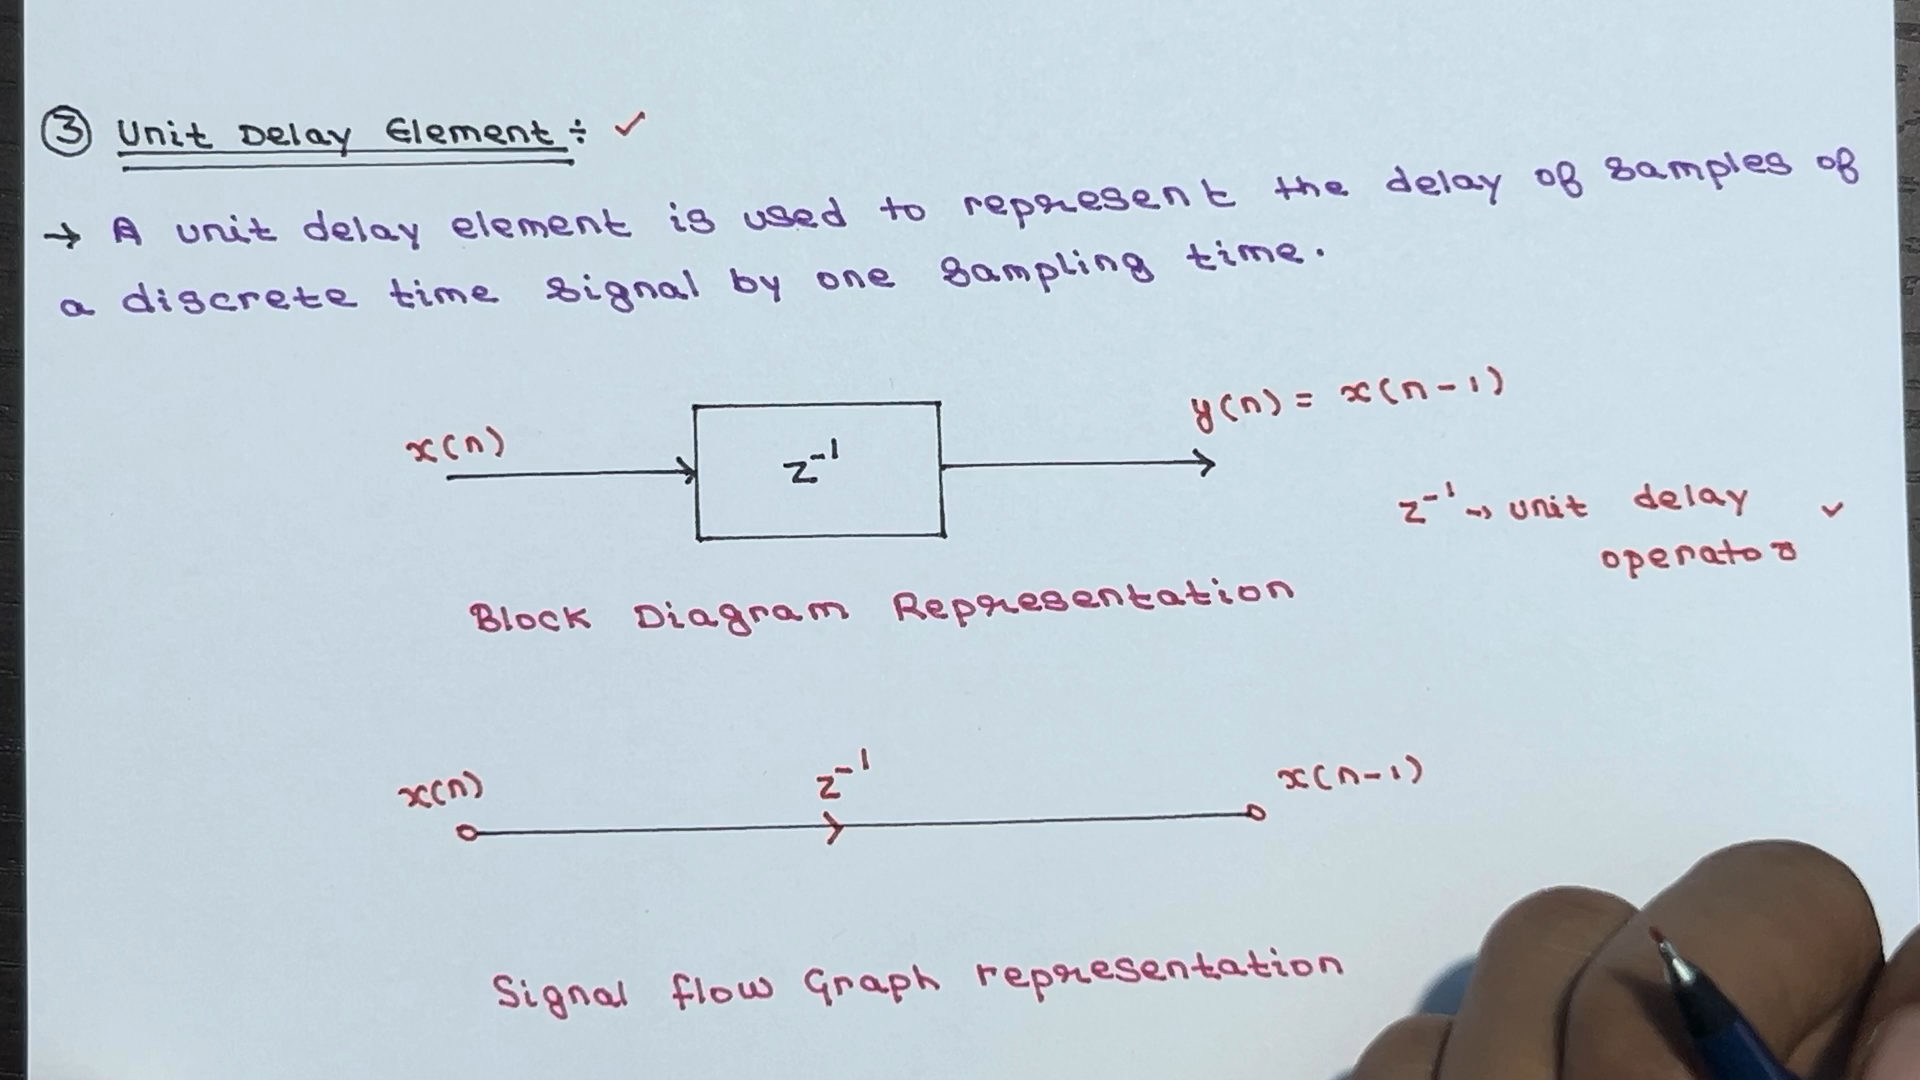 ③ Unit Delay Element ÷ ✓
→ A unit delay element is used to represent the delay of samples of
a discrete time signal by one sampling time.
x(n)
z⁻¹
y(n) = x(n-1)
z⁻¹ → unit delay ✓
operator
Block Diagram Representation
x(n)
z⁻¹
x(n-1)
Signal flow Graph representation